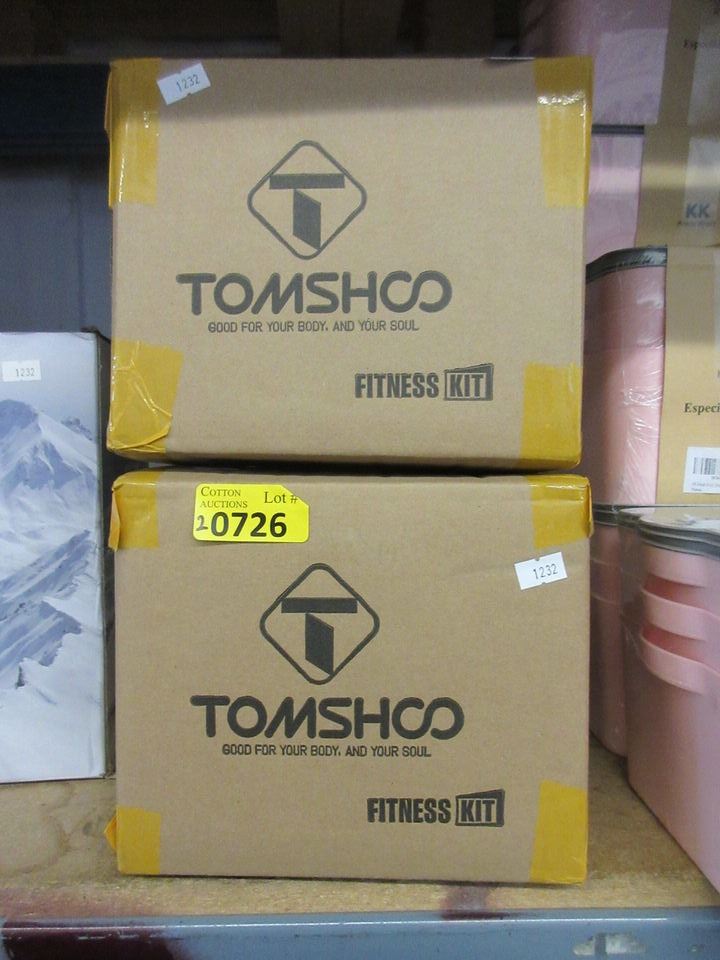 1232
TOMSHOO
GOOD FOR YOUR BODY, AND YOUR SOUL
FITNESS KIT
1232
COTTON AUCTIONS Lot #
20726
1232
TOMSHOO
GOOD FOR YOUR BODY, AND YOUR SOUL
FITNESS KIT
KK
Especi